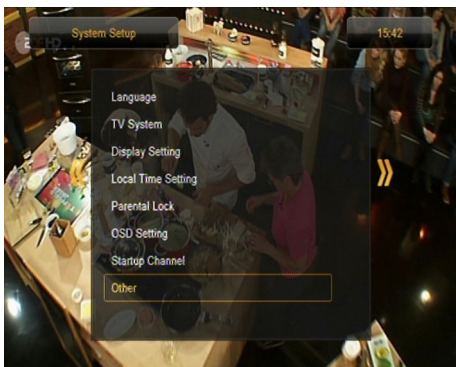 System Setup
15:42
Language
TV System
Display Setting
Local Time Setting
Parental Lock
OSD Setting
Startup Channel
Other